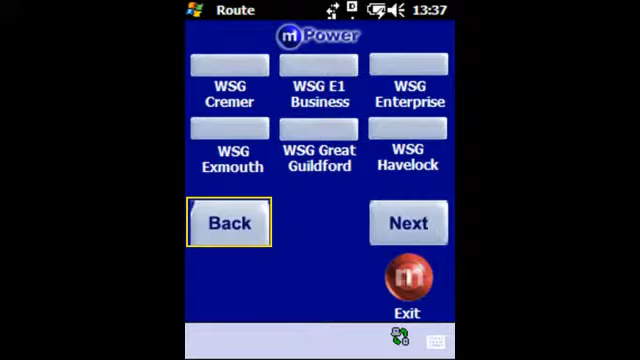 Route
13:37
m Power
WSG Cremer
WSG E1 Business
WSG Enterprise
WSG Exmouth
WSG Great Guildford
WSG Havelock
Back
Next
m
Exit